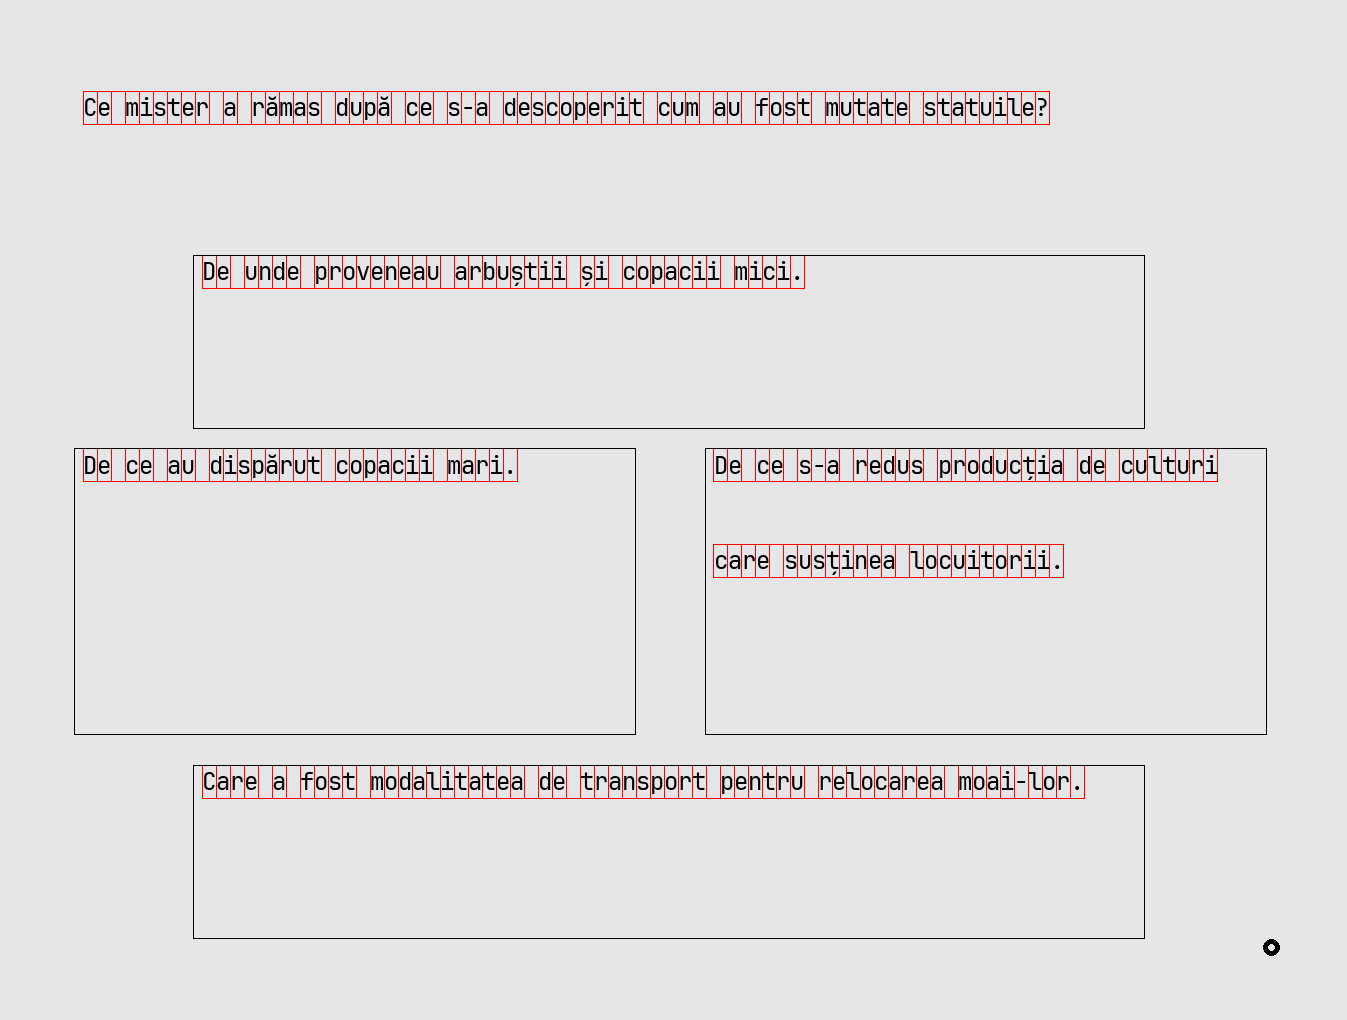 Ce mister a rămas după ce s-a descoperit cum au fost mutate statuile?
De unde proveneau arbuștii și copacii mici.
De ce au dispărut copacii mari.
De ce s-a redus producția de culturi
care susținea locuitorii.
Care a fost modalitatea de transport pentru relocarea moai-lor.